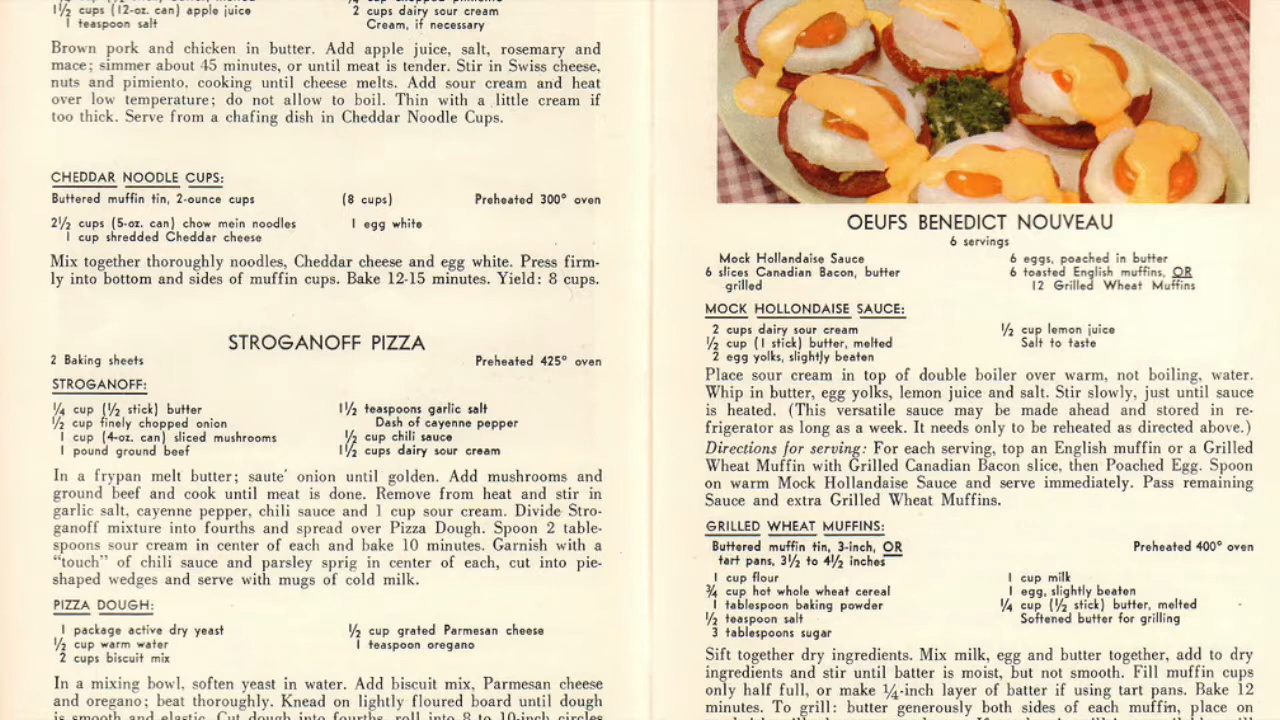 1½ cups (12-oz. can) apple juice
1 teaspoon salt
2 cups dairy sour cream
Cream, if necessary
Brown pork and chicken in butter. Add apple juice, salt, rosemary and
mace; simmer about 45 minutes, or until meat is tender. Stir in Swiss cheese,
nuts and pimiento, cooking until cheese melts. Add sour cream and heat
over low temperature; do not allow to boil. Thin with a little cream if
too thick. Serve from a chafing dish in Cheddar Noodle Cups.
CHEDDAR NOODLE CUPS:
Buttered muffin tin, 2-ounce cups (8 cups) Preheated 300° oven
2½ cups (5-oz. can) chow mein noodles
1 cup shredded Cheddar cheese
1 egg white
Mix together thoroughly noodles, Cheddar cheese and egg white. Press firm-
ly into bottom and sides of muffin cups. Bake 12-15 minutes. Yield: 8 cups.
STROGANOFF PIZZA
2 Baking sheets Preheated 425° oven
STROGANOFF:
¼ cup (½ stick) butter
½ cup finely chopped onion
1 cup (4-oz. can) sliced mushrooms
1 pound ground beef
1½ teaspoons garlic salt
Dash of cayenne pepper
½ cup chili sauce
1½ cups dairy sour cream
In a frypan melt butter; saute' onion until golden. Add mushrooms and
ground beef and cook until meat is done. Remove from heat and stir in
garlic salt, cayenne pepper, chili sauce and 1 cup sour cream. Divide Stro-
ganoff mixture into fourths and spread over Pizza Dough. Spoon 2 table-
spoons sour cream in center of each and bake 10 minutes. Garnish with a
"touch" of chili sauce and parsley sprig in center of each, cut into pie-
shaped wedges and serve with mugs of cold milk.
PIZZA DOUGH:
1 package active dry yeast
½ cup warm water
2 cups biscuit mix
½ cup grated Parmesan cheese
1 teaspoon oregano
In a mixing bowl, soften yeast in water. Add biscuit mix, Parmesan cheese
and oregano; beat thoroughly. Knead on lightly floured board until dough
is smooth and elastic. Cut dough into fourths, roll into 8 to 10-inch circles
OEUFS BENEDICT NOUVEAU
6 servings
Mock Hollandaise Sauce
6 slices Canadian Bacon, butter
grilled
6 eggs, poached in butter
6 toasted English muffins, OR
12 Grilled Wheat Muffins
MOCK HOLLONDAISE SAUCE:
2 cups dairy sour cream
½ cup (1 stick) butter, melted
2 egg yolks, slightly beaten
½ cup lemon juice
Salt to taste
Place sour cream in top of double boiler over warm, not boiling, water.
Whip in butter, egg yolks, lemon juice and salt. Stir slowly, just until sauce
is heated. (This versatile sauce may be made ahead and stored in re-
frigerator as long as a week. It needs only to be reheated as directed above.)
Directions for serving: For each serving, top an English muffin or a Grilled
Wheat Muffin with Grilled Canadian Bacon slice, then Poached Egg. Spoon
on warm Mock Hollandaise Sauce and serve immediately. Pass remaining
Sauce and extra Grilled Wheat Muffins.
GRILLED WHEAT MUFFINS:
Buttered muffin tin, 3-inch, OR
tart pans, 3½ to 4½ inches
Preheated 400° oven
1 cup flour
¾ cup hot whole wheat cereal
1 tablespoon baking powder
½ teaspoon salt
3 tablespoons sugar
1 cup milk
1 egg, slightly beaten
¼ cup (½ stick) butter, melted
Softened butter for grilling
Sift together dry ingredients. Mix milk, egg and butter together, add to dry
ingredients and stir until batter is moist, but not smooth. Fill muffin cups
only half full, or make ¼-inch layer of batter if using tart pans. Bake 12
minutes. To grill: butter generously both sides of each muffin, place on